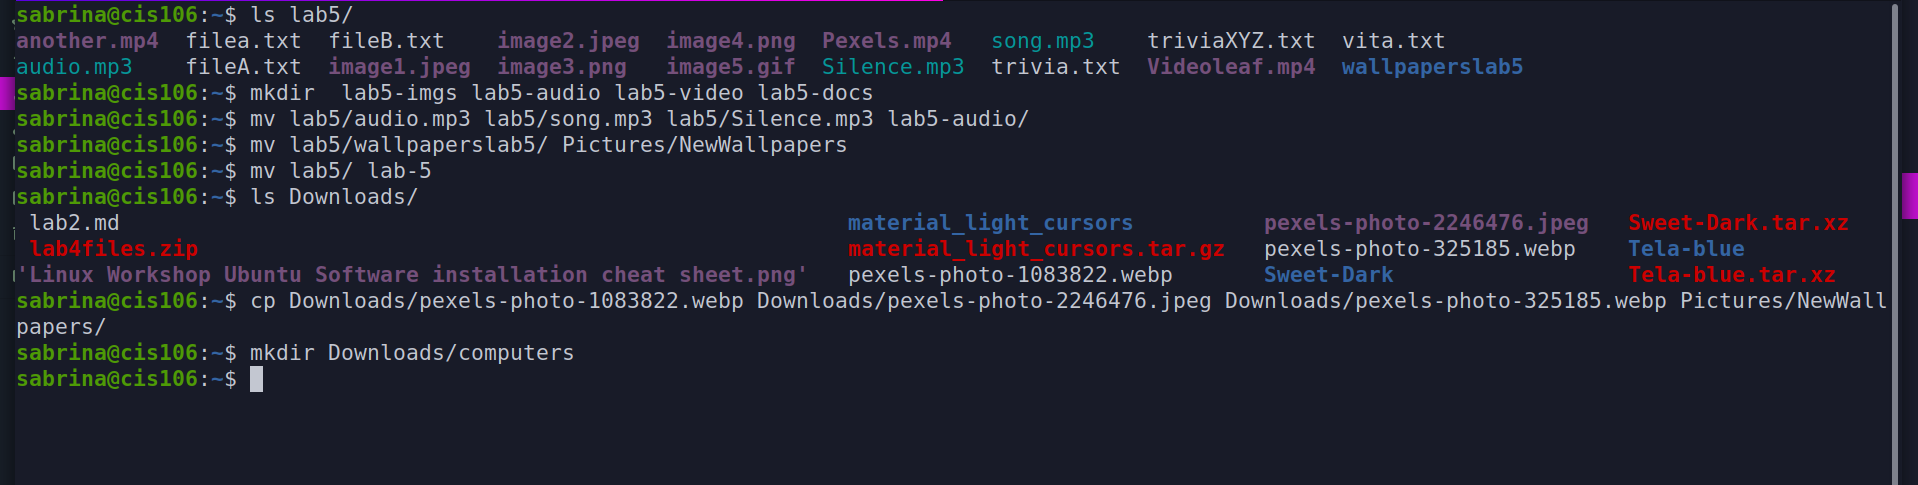 sabrina@cis106:~$ ls lab5/
another.mp4  filea.txt  fileB.txt    image2.jpeg  image4.png  Pexels.mp4   song.mp3    triviaXYZ.txt  vita.txt
audio.mp3    fileA.txt  image1.jpeg  image3.png   image5.gif  Silence.mp3  trivia.txt  Videoleaf.mp4  wallpaperslab5
sabrina@cis106:~$ mkdir  lab5-imgs lab5-audio lab5-video lab5-docs
sabrina@cis106:~$ mv lab5/audio.mp3 lab5/song.mp3 lab5/Silence.mp3 lab5-audio/
sabrina@cis106:~$ mv lab5/wallpaperslab5/ Pictures/NewWallpapers
sabrina@cis106:~$ mv lab5/ lab-5
sabrina@cis106:~$ ls Downloads/
 lab2.md                                                        material_light_cursors          pexels-photo-2246476.jpeg   Sweet-Dark.tar.xz
 lab4files.zip                                                  material_light_cursors.tar.gz   pexels-photo-325185.webp    Tela-blue
'Linux Workshop Ubuntu Software installation cheat sheet.png'   pexels-photo-1083822.webp       Sweet-Dark                  Tela-blue.tar.xz
sabrina@cis106:~$ cp Downloads/pexels-photo-1083822.webp Downloads/pexels-photo-2246476.jpeg Downloads/pexels-photo-325185.webp Pictures/NewWall
papers/
sabrina@cis106:~$ mkdir Downloads/computers
sabrina@cis106:~$